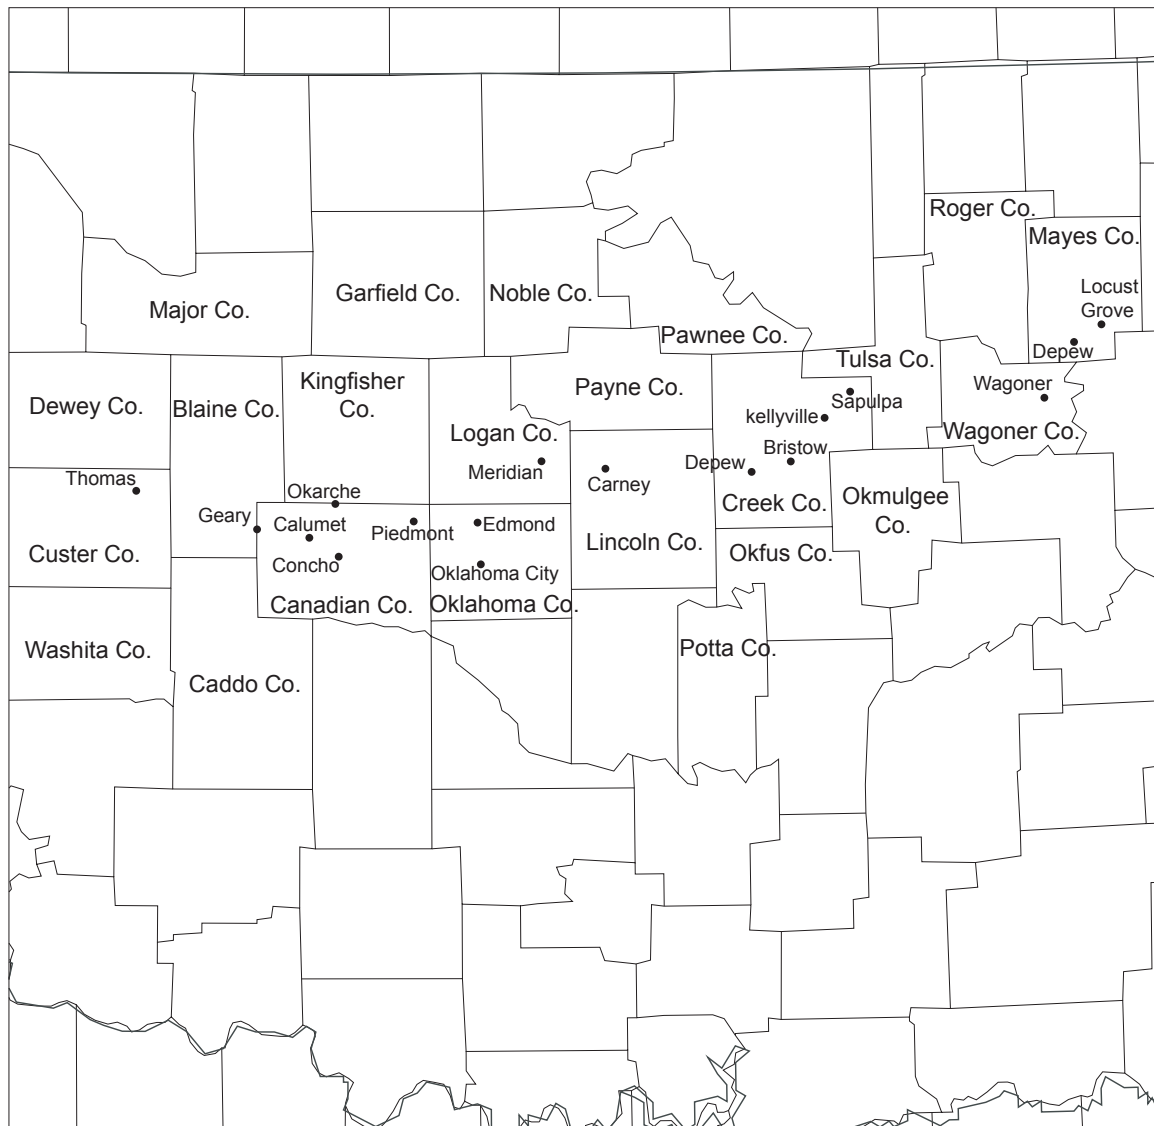 Roger Co.
Mayes Co.
Locust
Grove
Garfield Co.
Noble Co.
Major Co.
Pawnee Co.
Depew
Tulsa Co.
Kingfisher
Co.
Payne Co.
Wagoner
Dewey Co.
Blaine Co.
Sapulpa
kellyville
Logan Co.
Wagoner Co.
Bristow
Depew
Meridian
Thomas
Carney
Okarche
Okmulgee
Co.
Creek Co.
Geary
Calumet
Piedmont
Edmond
Lincoln Co.
Custer Co.
Okfus Co.
Concho
Oklahoma City
Canadian Co.
Oklahoma Co.
Washita Co.
Potta Co.
Caddo Co.